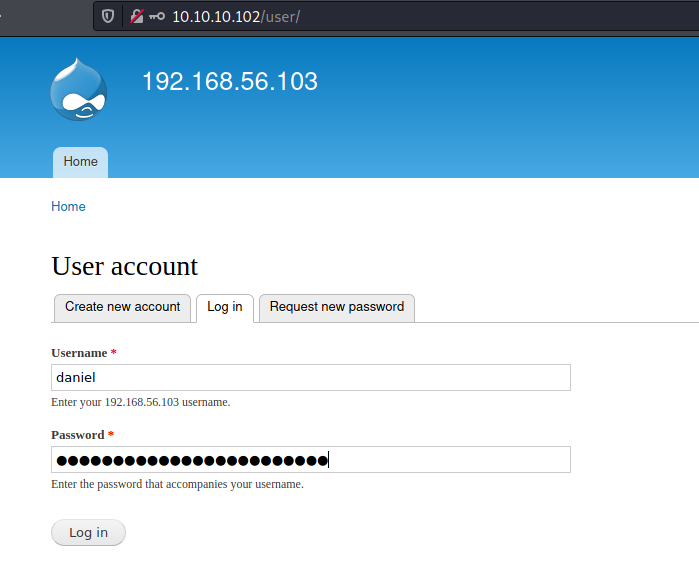 10.10.10.102/user/
192.168.56.103
Home
Home
User account
Create new account Log in Request new password
Username *
daniel
Enter your 192.168.56.103 username.
Password *
●●●●●●●●●●●●●●●●●●●●●●●●
Enter the password that accompanies your username.
Log in